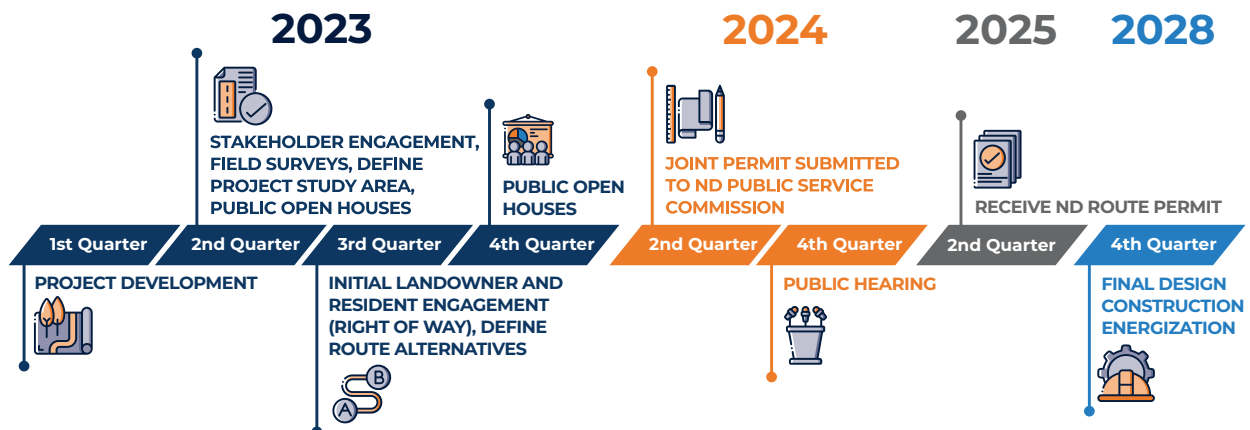 2023
2024
2025
2028
STAKEHOLDER ENGAGEMENT,
FIELD SURVEYS, DEFINE
PROJECT STUDY AREA,
PUBLIC OPEN HOUSES
PUBLIC OPEN
HOUSES
JOINT PERMIT SUBMITTED
TO ND PUBLIC SERVICE
COMMISSION
RECEIVE ND ROUTE PERMIT
1st Quarter
2nd Quarter
3rd Quarter
4th Quarter
2nd Quarter
4th Quarter
2nd Quarter
4th Quarter
PROJECT DEVELOPMENT
INITIAL LANDOWNER AND
RESIDENT ENGAGEMENT
(RIGHT OF WAY), DEFINE
ROUTE ALTERNATIVES
A
B
PUBLIC HEARING
FINAL DESIGN
CONSTRUCTION
ENERGIZATION